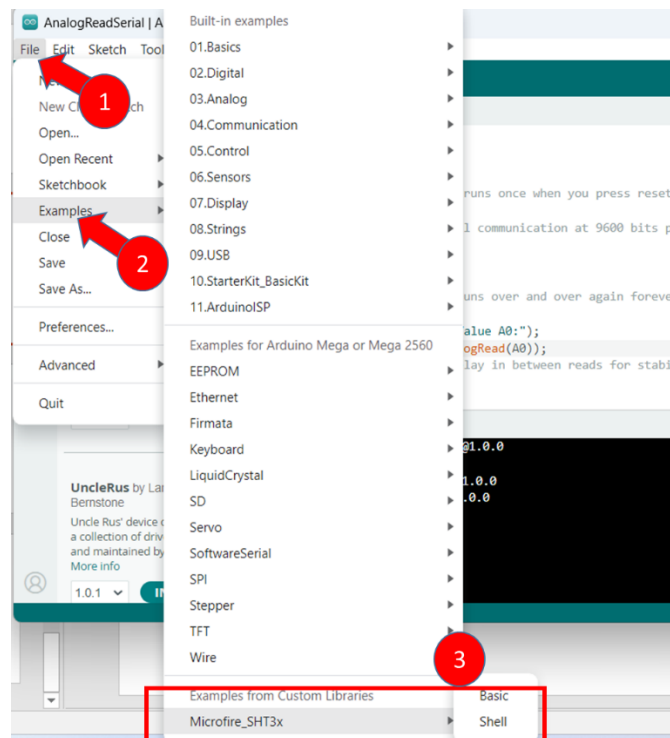 AnalogReadSerial | A
File Edit Sketch Tool
1
New
New Cl ch
Open...
Open Recent
Sketchbook
Examples
Close
Save
2
Save As...
Preferences...
Advanced
Quit
Built-in examples
01.Basics
02.Digital
03.Analog
04.Communication
05.Control
06.Sensors
07.Display
08.Strings
09.USB
10.StarterKit_BasicKit
11.ArduinoISP
Examples for Arduino Mega or Mega 2560
EEPROM
Ethernet
Firmata
Keyboard
LiquidCrystal
SD
Servo
SoftwareSerial
SPI
Stepper
TFT
Wire
3
Examples from Custom Libraries
Microfire_SHT3x
Basic
Shell
runs once when you press reset
l communication at 9600 bits p
uns over and over again foreve
alue A0:");
ogRead(A0));
lay in between reads for stabi
@1.0.0
1.0.0
.0.0
UncleRus by Lar
Bernstone
Uncle Rus' device d
a collection of driv
and maintained by
More info
1.0.1 IN